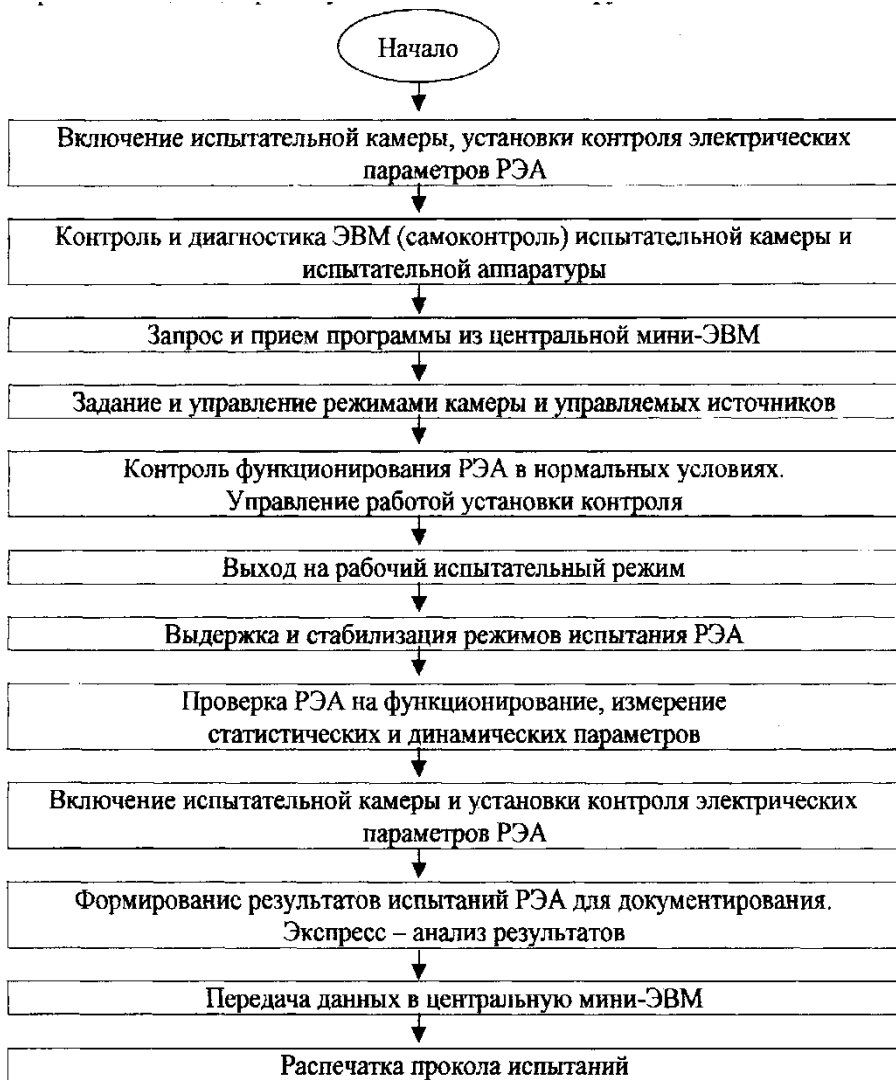 Начало
Включение испытательной камеры, установки контроля электрических
параметров РЭА
Контроль и диагностика ЭВМ (самоконтроль) испытательной камеры и
испытательной аппаратуры
Запрос и прием программы из центральной мини-ЭВМ
Задание и управление режимами камеры и управляемых источников
Контроль функционирования РЭА в нормальных условиях.
Управление работой установки контроля
Выход на рабочий испытательный режим
Выдержка и стабилизация режимов испытания РЭА
Проверка РЭА на функционирование, измерение
статистических и динамических параметров
Включение испытательной камеры и установки контроля электрических
параметров РЭА
Формирование результатов испытаний РЭА для документирования.
Экспресс – анализ результатов
Передача данных в центральную мини-ЭВМ
Распечатка прокола испытаний